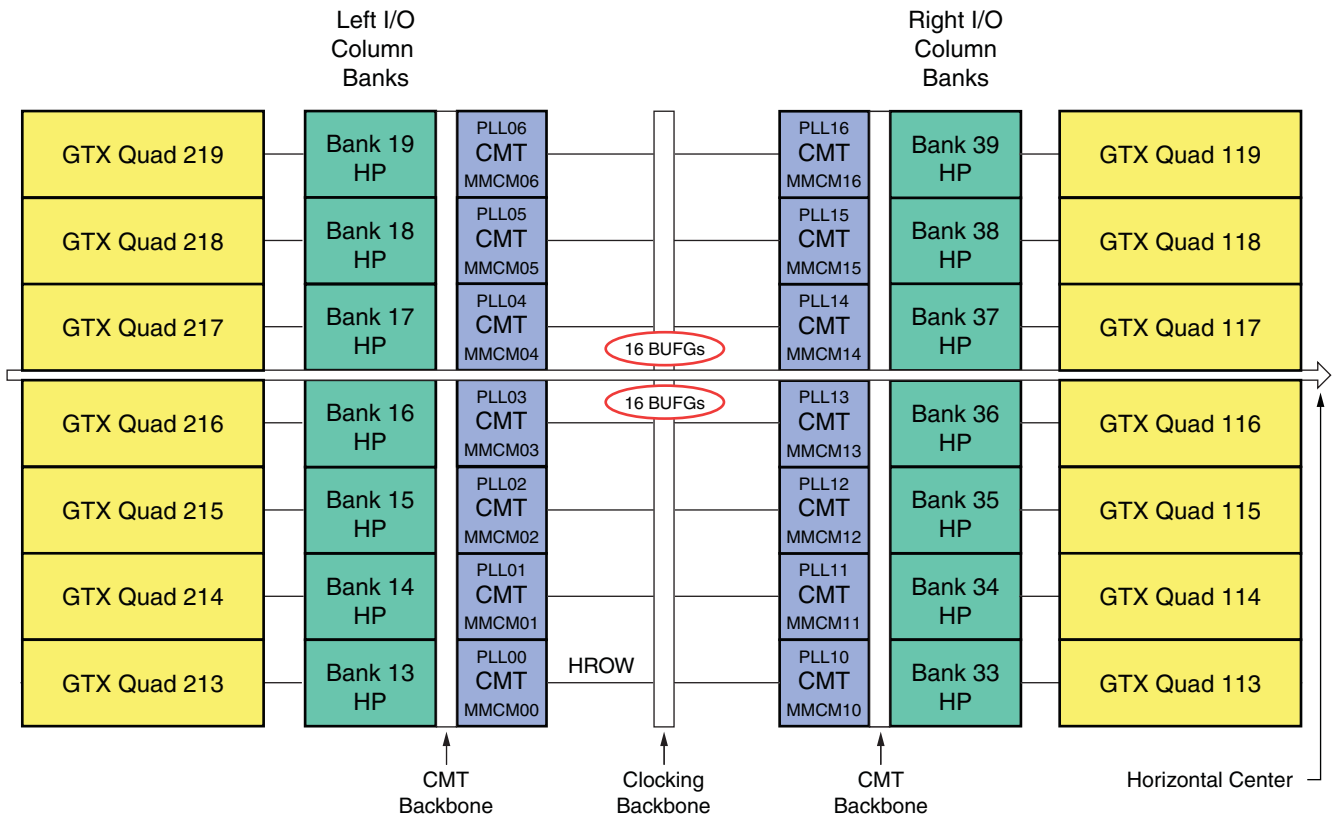 Left I/O
Column
Banks
Right I/O
Column
Banks
GTX Quad 219
Bank 19
HP
PLL06
CMT
MMCM06
PLL16
CMT
MMCM16
Bank 39
HP
GTX Quad 119
GTX Quad 218
Bank 18
HP
PLL05
CMT
MMCM05
PLL15
CMT
MMCM15
Bank 38
HP
GTX Quad 118
GTX Quad 217
Bank 17
HP
PLL04
CMT
MMCM04
16 BUFGs
PLL14
CMT
MMCM14
Bank 37
HP
GTX Quad 117
GTX Quad 216
Bank 16
HP
PLL03
CMT
MMCM03
16 BUFGs
PLL13
CMT
MMCM13
Bank 36
HP
GTX Quad 116
GTX Quad 215
Bank 15
HP
PLL02
CMT
MMCM02
PLL12
CMT
MMCM12
Bank 35
HP
GTX Quad 115
GTX Quad 214
Bank 14
HP
PLL01
CMT
MMCM01
PLL11
CMT
MMCM11
Bank 34
HP
GTX Quad 114
GTX Quad 213
Bank 13
HP
PLL00
CMT
MMCM00
HROW
PLL10
CMT
MMCM10
Bank 33
HP
GTX Quad 113
CMT
Backbone
Clocking
Backbone
CMT
Backbone
Horizontal Center